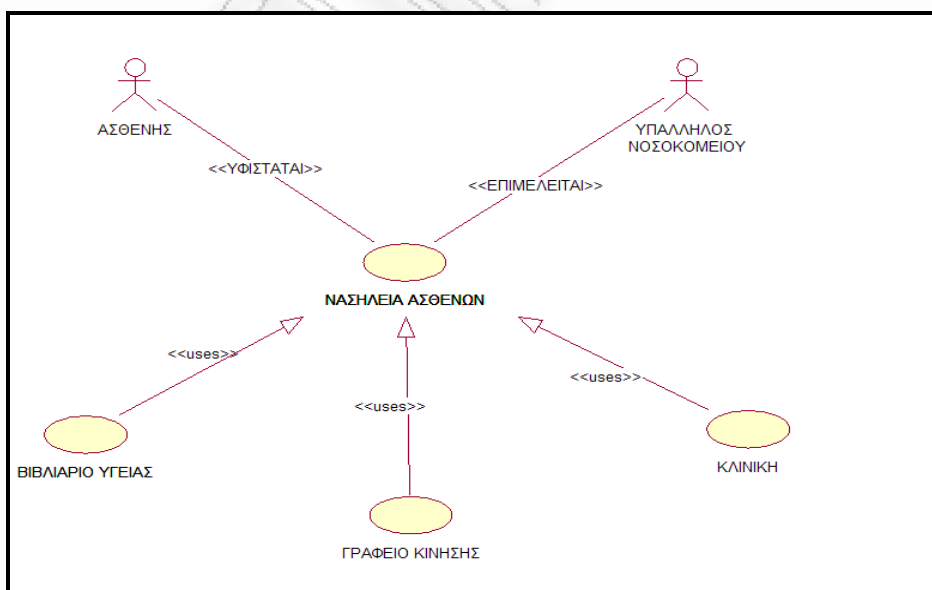 ΑΣΘΕΝΗΣ
ΥΠΑΛΛΗΛΟΣ
ΝΟΣΟΚΟΜΕΙΟΥ
<<ΥΦΙΣΤΑΤΑΙ>>
<<ΕΠΙΜΕΛΕΙΤΑΙ>>
ΝΑΣΗΛΕΙΑ ΑΣΘΕΝΩΝ
<<uses>>
<<uses>>
<<uses>>
ΒΙΒΛΙΑΡΙΟ ΥΓΕΙΑΣ
ΚΛΙΝΙΚΗ
ΓΡΑΦΕΙΟ ΚΙΝΗΣΗΣ